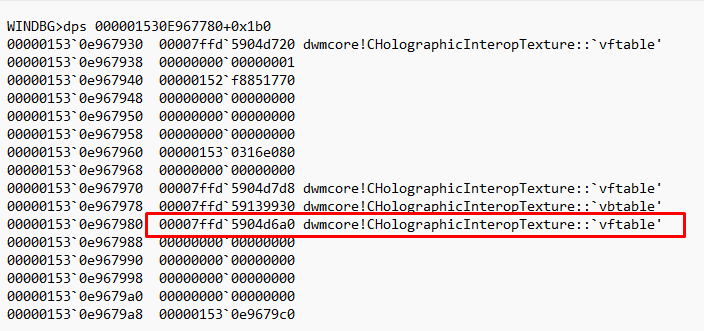 WINDBG>dps 000001530E967780+0x1b0
00000153`0e967930  00007ffd`5904d720 dwmcore!CHolographicInteropTexture::`vftable'
00000153`0e967938  00000000`00000001
00000153`0e967940  00000152`f8851770
00000153`0e967948  00000000`00000000
00000153`0e967950  00000000`00000000
00000153`0e967958  00000000`00000000
00000153`0e967960  00000153`0316e080
00000153`0e967968  00000000`00000000
00000153`0e967970  00007ffd`5904d7d8 dwmcore!CHolographicInteropTexture::`vftable'
00000153`0e967978  00007ffd`59139930 dwmcore!CHolographicInteropTexture::`vbtable'
00000153`0e967980  00007ffd`5904d6a0 dwmcore!CHolographicInteropTexture::`vftable'
00000153`0e967988  00000000`00000000
00000153`0e967990  00000000`00000000
00000153`0e967998  00000000`00000000
00000153`0e9679a0  00000000`00000000
00000153`0e9679a8  00000153`0e9679c0